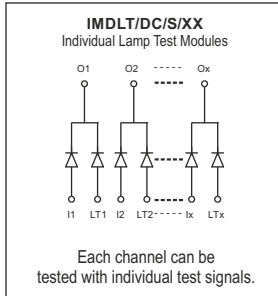 IMDLT/DC/S/XX
Individual Lamp Test Modules
O1 O2 Ox
I1 LT1 I2 LT2 Ix LTx
Each channel can be
tested with individual test signals.